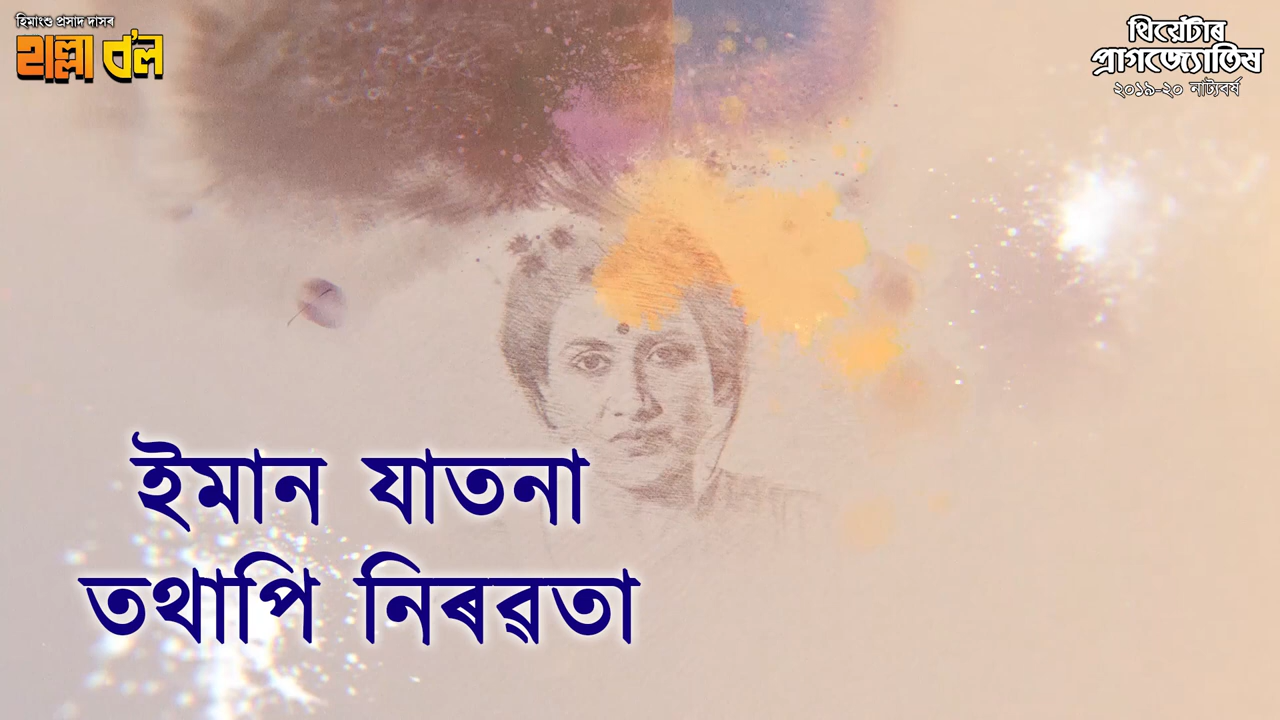 হিমাংশু প্ৰসাদ দাসৰ
হাল্লা ব'ল
থিয়েটাৰ
প্ৰাগজ্যোতিষ
২০১৯-২০ নাট্যবৰ্ষ
ইমান যাতনা
তথাপি নিৰৱতা